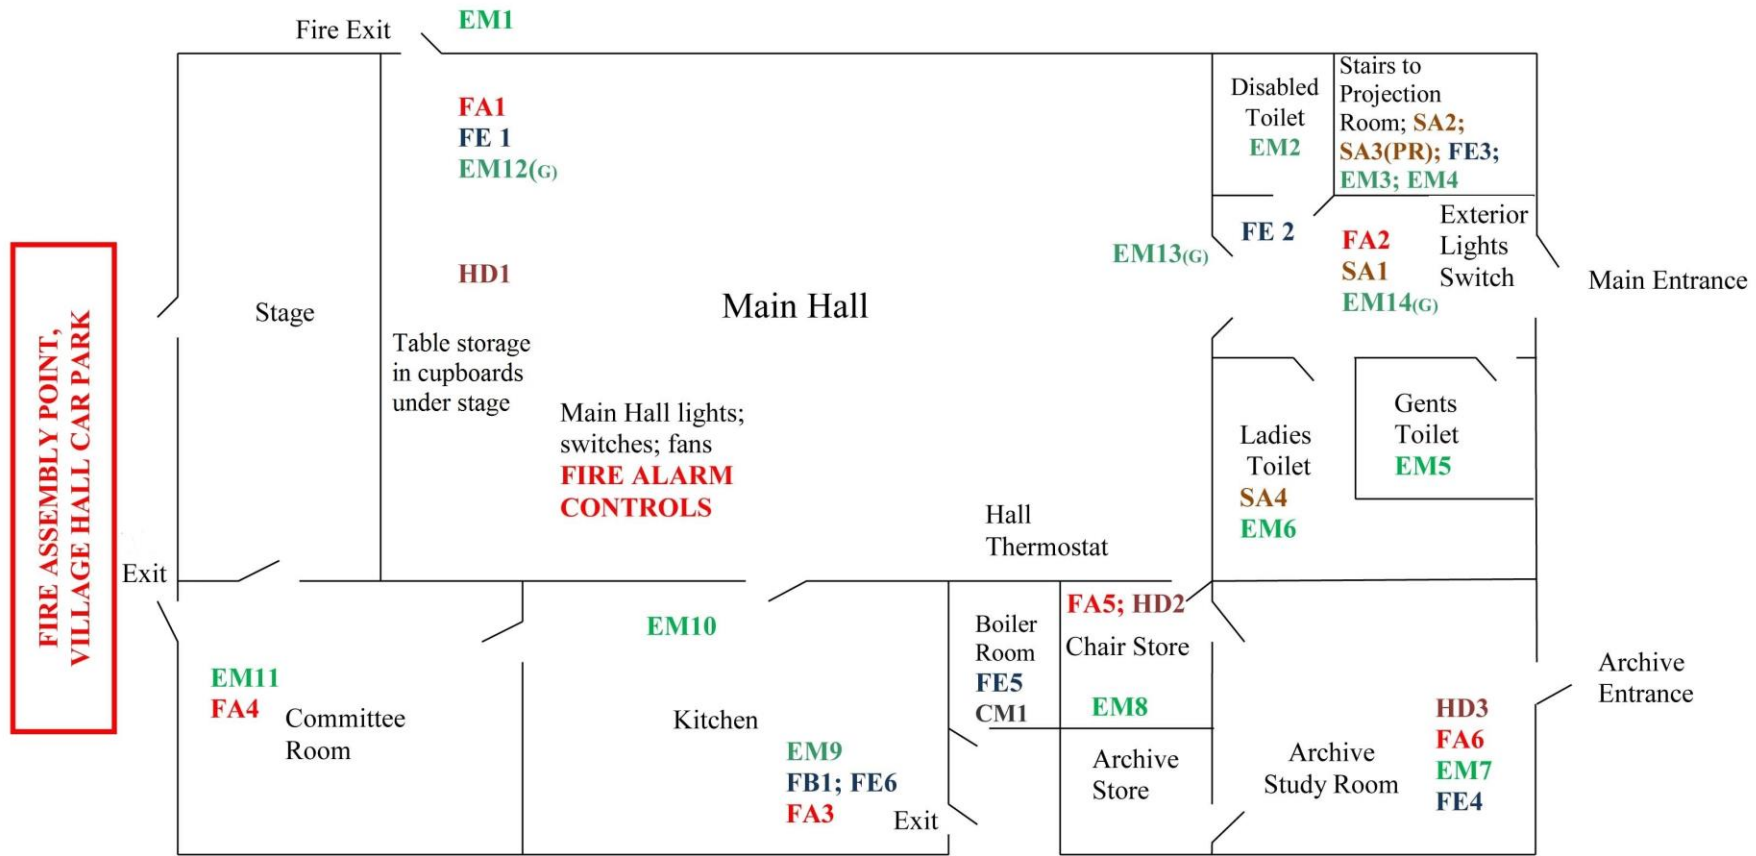 Fire Exit
EM1
FA1
FE 1
EM12(G)
HD1
Stage
Table storage
in cupboards
under stage
Main Hall
Main Hall lights;
switches; fans
FIRE ALARM
CONTROLS
Hall
Thermostat
EM13(G)
Disabled
Toilet
EM2
Stairs to
Projection
Room; SA2;
SA3(PR); FE3;
EM3; EM4
FE 2
FA2
SA1
EM14(G)
Exterior
Lights
Switch
Main Entrance
Ladies
Toilet
SA4
EM6
Gents
Toilet
EM5
FIRE ASSEMBLY POINT,
VILLAGE HALL CAR PARK
Exit
EM11
FA4
Committee
Room
EM10
Kitchen
EM9
FB1; FE6
FA3
Exit
Boiler
Room
FE5
CM1
FA5; HD2
Chair Store
EM8
Archive
Store
Archive
Study Room
HD3
FA6
EM7
FE4
Archive
Entrance